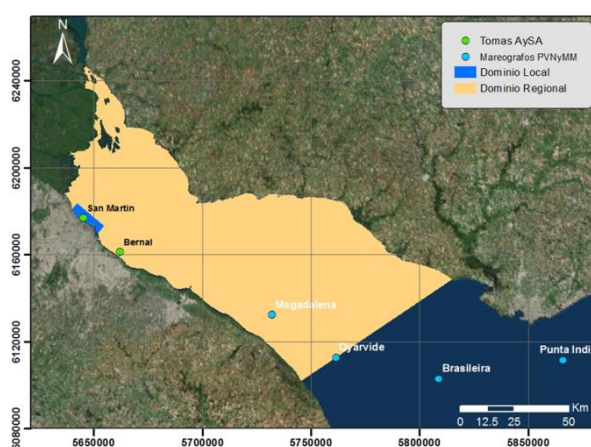 N
Tomas AySA
Mareografos PVNyMM
Dominio Local
Dominio Regional
6240000
6200000
6160000
6120000
6080000
San Martin
Bernal
Magadalena
Oyarvide
Brasileira
Punta Indi
Km
0 12.5 25 50
5650000 5700000 5750000 5800000 5850000